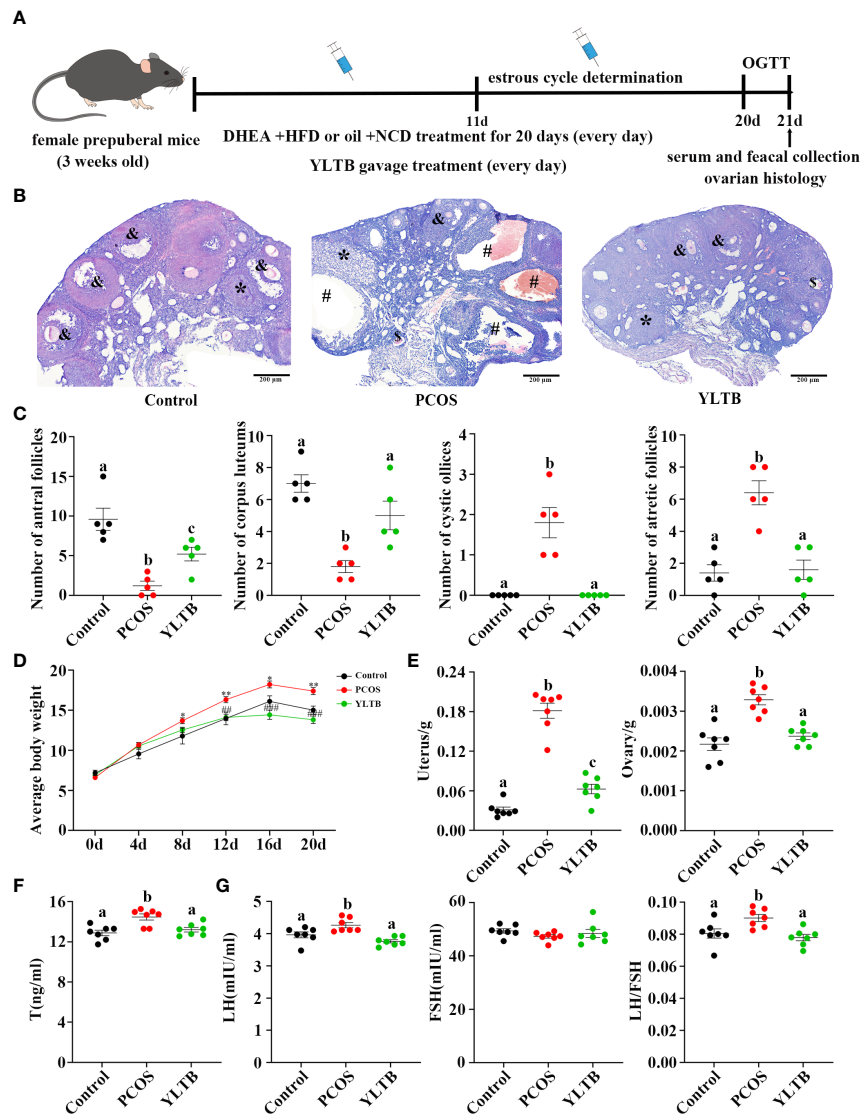 A
OGTT
estrous cycle determination
11d
20d
21d
female prepuberal mice
(3 weeks old)
DHEA +HFD or oil +NCD treatment for 20 days (every day)
YLTB gavage treatment (every day)
serum and feacal collection
ovarian histology
B
& & & & *
200 μm
Control
* & # # # $
200 μm
PCOS
& & $ *
200 μm
YLTB
C
Number of antral follicles
20
15
10
5
0
a
b
c
Control
PCOS
YLTB
Number of corpus luteums
10
8
6
4
2
0
a
b
a
Control
PCOS
YLTB
Number of cystic ollices
4
3
2
1
0
a
b
a
Control
PCOS
YLTB
Number of atretic follicles
10
8
6
4
2
0
a
b
a
Control
PCOS
YLTB
D
Average body weight
20
15
10
5
0
* ** * **
## ### ###
0d 4d 8d 12d 16d 20d
Control
PCOS
YLTB
E
Uterus/g
0.24
0.18
0.12
0.06
0.00
a
b
c
Control
PCOS
YLTB
Ovary/g
0.004
0.003
0.002
0.001
0.000
a
b
a
Control
PCOS
YLTB
F
T(ng/ml)
16
12
8
4
0
a
b
a
Control
PCOS
YLTB
G
LH(mIU/ml)
5
4
3
2
1
0
a
b
a
Control
PCOS
YLTB
FSH(mIU/ml)
60
40
20
0
Control
PCOS
YLTB
LH/FSH
0.10
0.08
0.06
0.04
0.02
0.00
a
b
a
Control
PCOS
YLTB